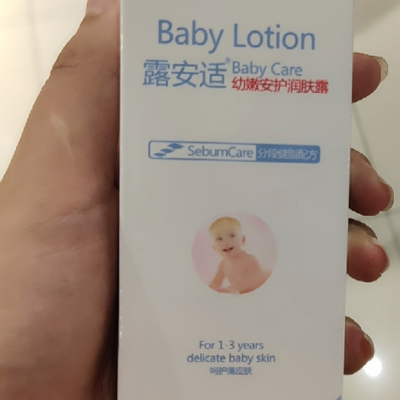 Baby Lotion
露安适® Baby Care
幼嫩安护润肤露
SebumCare 分段健脂配方
For 1-3 years
delicate baby skin